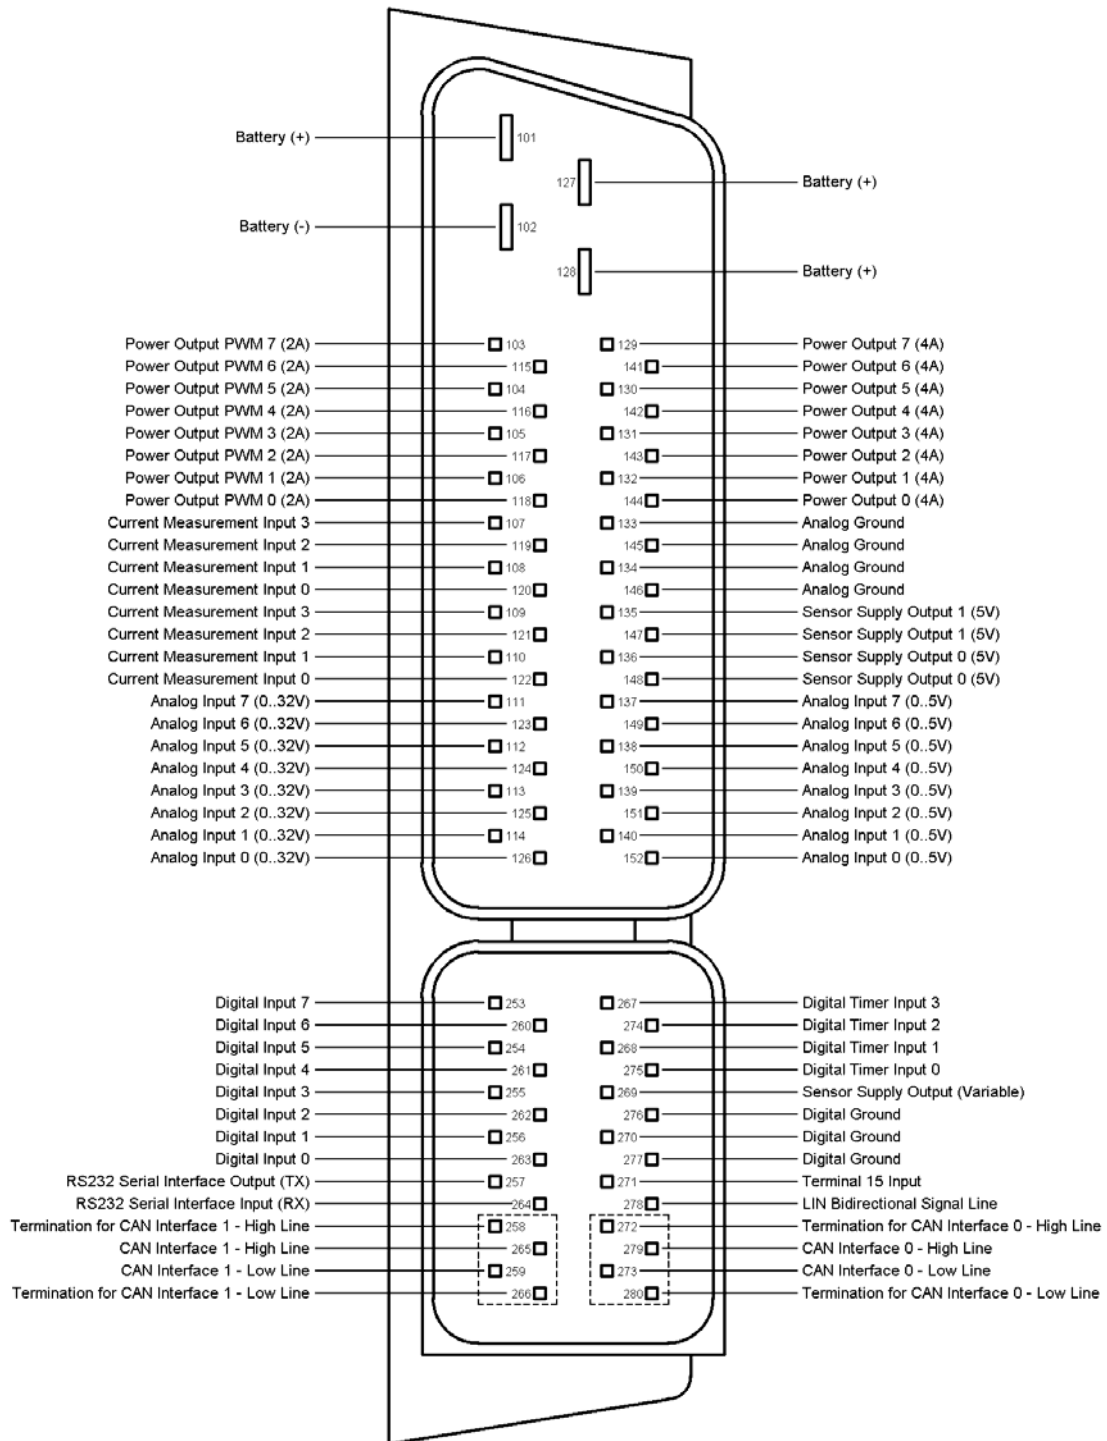 Battery (+) 101
127 Battery (+)
Battery (-) 102
128 Battery (+)
Power Output PWM 7 (2A) 103 129 Power Output 7 (4A)
Power Output PWM 6 (2A) 115 141 Power Output 6 (4A)
Power Output PWM 5 (2A) 104 130 Power Output 5 (4A)
Power Output PWM 4 (2A) 116 142 Power Output 4 (4A)
Power Output PWM 3 (2A) 105 131 Power Output 3 (4A)
Power Output PWM 2 (2A) 117 143 Power Output 2 (4A)
Power Output PWM 1 (2A) 106 132 Power Output 1 (4A)
Power Output PWM 0 (2A) 118 144 Power Output 0 (4A)
Current Measurement Input 3 107 133 Analog Ground
Current Measurement Input 2 119 145 Analog Ground
Current Measurement Input 1 108 134 Analog Ground
Current Measurement Input 0 120 146 Analog Ground
Current Measurement Input 3 109 135 Sensor Supply Output 1 (5V)
Current Measurement Input 2 121 147 Sensor Supply Output 1 (5V)
Current Measurement Input 1 110 136 Sensor Supply Output 0 (5V)
Current Measurement Input 0 122 148 Sensor Supply Output 0 (5V)
Analog Input 7 (0..32V) 111 137 Analog Input 7 (0..5V)
Analog Input 6 (0..32V) 123 149 Analog Input 6 (0..5V)
Analog Input 5 (0..32V) 112 138 Analog Input 5 (0..5V)
Analog Input 4 (0..32V) 124 150 Analog Input 4 (0..5V)
Analog Input 3 (0..32V) 113 139 Analog Input 3 (0..5V)
Analog Input 2 (0..32V) 125 151 Analog Input 2 (0..5V)
Analog Input 1 (0..32V) 114 140 Analog Input 1 (0..5V)
Analog Input 0 (0..32V) 126 152 Analog Input 0 (0..5V)
Digital Input 7 253 267 Digital Timer Input 3
Digital Input 6 260 274 Digital Timer Input 2
Digital Input 5 254 268 Digital Timer Input 1
Digital Input 4 261 275 Digital Timer Input 0
Digital Input 3 255 269 Sensor Supply Output (Variable)
Digital Input 2 262 276 Digital Ground
Digital Input 1 256 270 Digital Ground
Digital Input 0 263 277 Digital Ground
RS232 Serial Interface Output (TX) 257 271 Terminal 15 Input
RS232 Serial Interface Input (RX) 264 278 LIN Bidirectional Signal Line
Termination for CAN Interface 1 - High Line 258 272 Termination for CAN Interface 0 - High Line
CAN Interface 1 - High Line 265 279 CAN Interface 0 - High Line
CAN Interface 1 - Low Line 259 273 CAN Interface 0 - Low Line
Termination for CAN Interface 1 - Low Line 266 280 Termination for CAN Interface 0 - Low Line